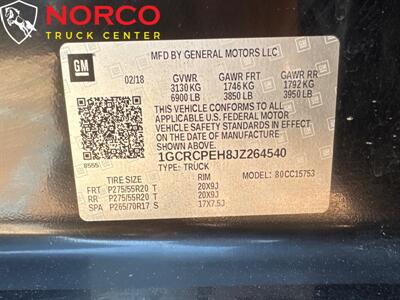 NORCO
TRUCK CENTER
MFD BY GENERAL MOTORS LLC
GM
02/18 GVWR GAWR FRT GAWR RR
3130 KG 1746 KG 1792 KG
6900 LB 3850 LB 3950 LB
THIS VEHICLE CONFORMS TO ALL
APPLICABLE U.S. FEDERAL MOTOR
VEHICLE SAFETY STANDARDS IN EFFECT
ON THE DATE OF MANUFACTURE
SHOWN ABOVE.
1GCRCPEH8JZ264540
TYPE: TRUCK
MODEL: 80CC15753
TIRE SIZE RIM
FRT P275/55R20 T 20X9J
RR P275/55R20 T 20X9J
SPA P265/70R17 S 17X7.5J